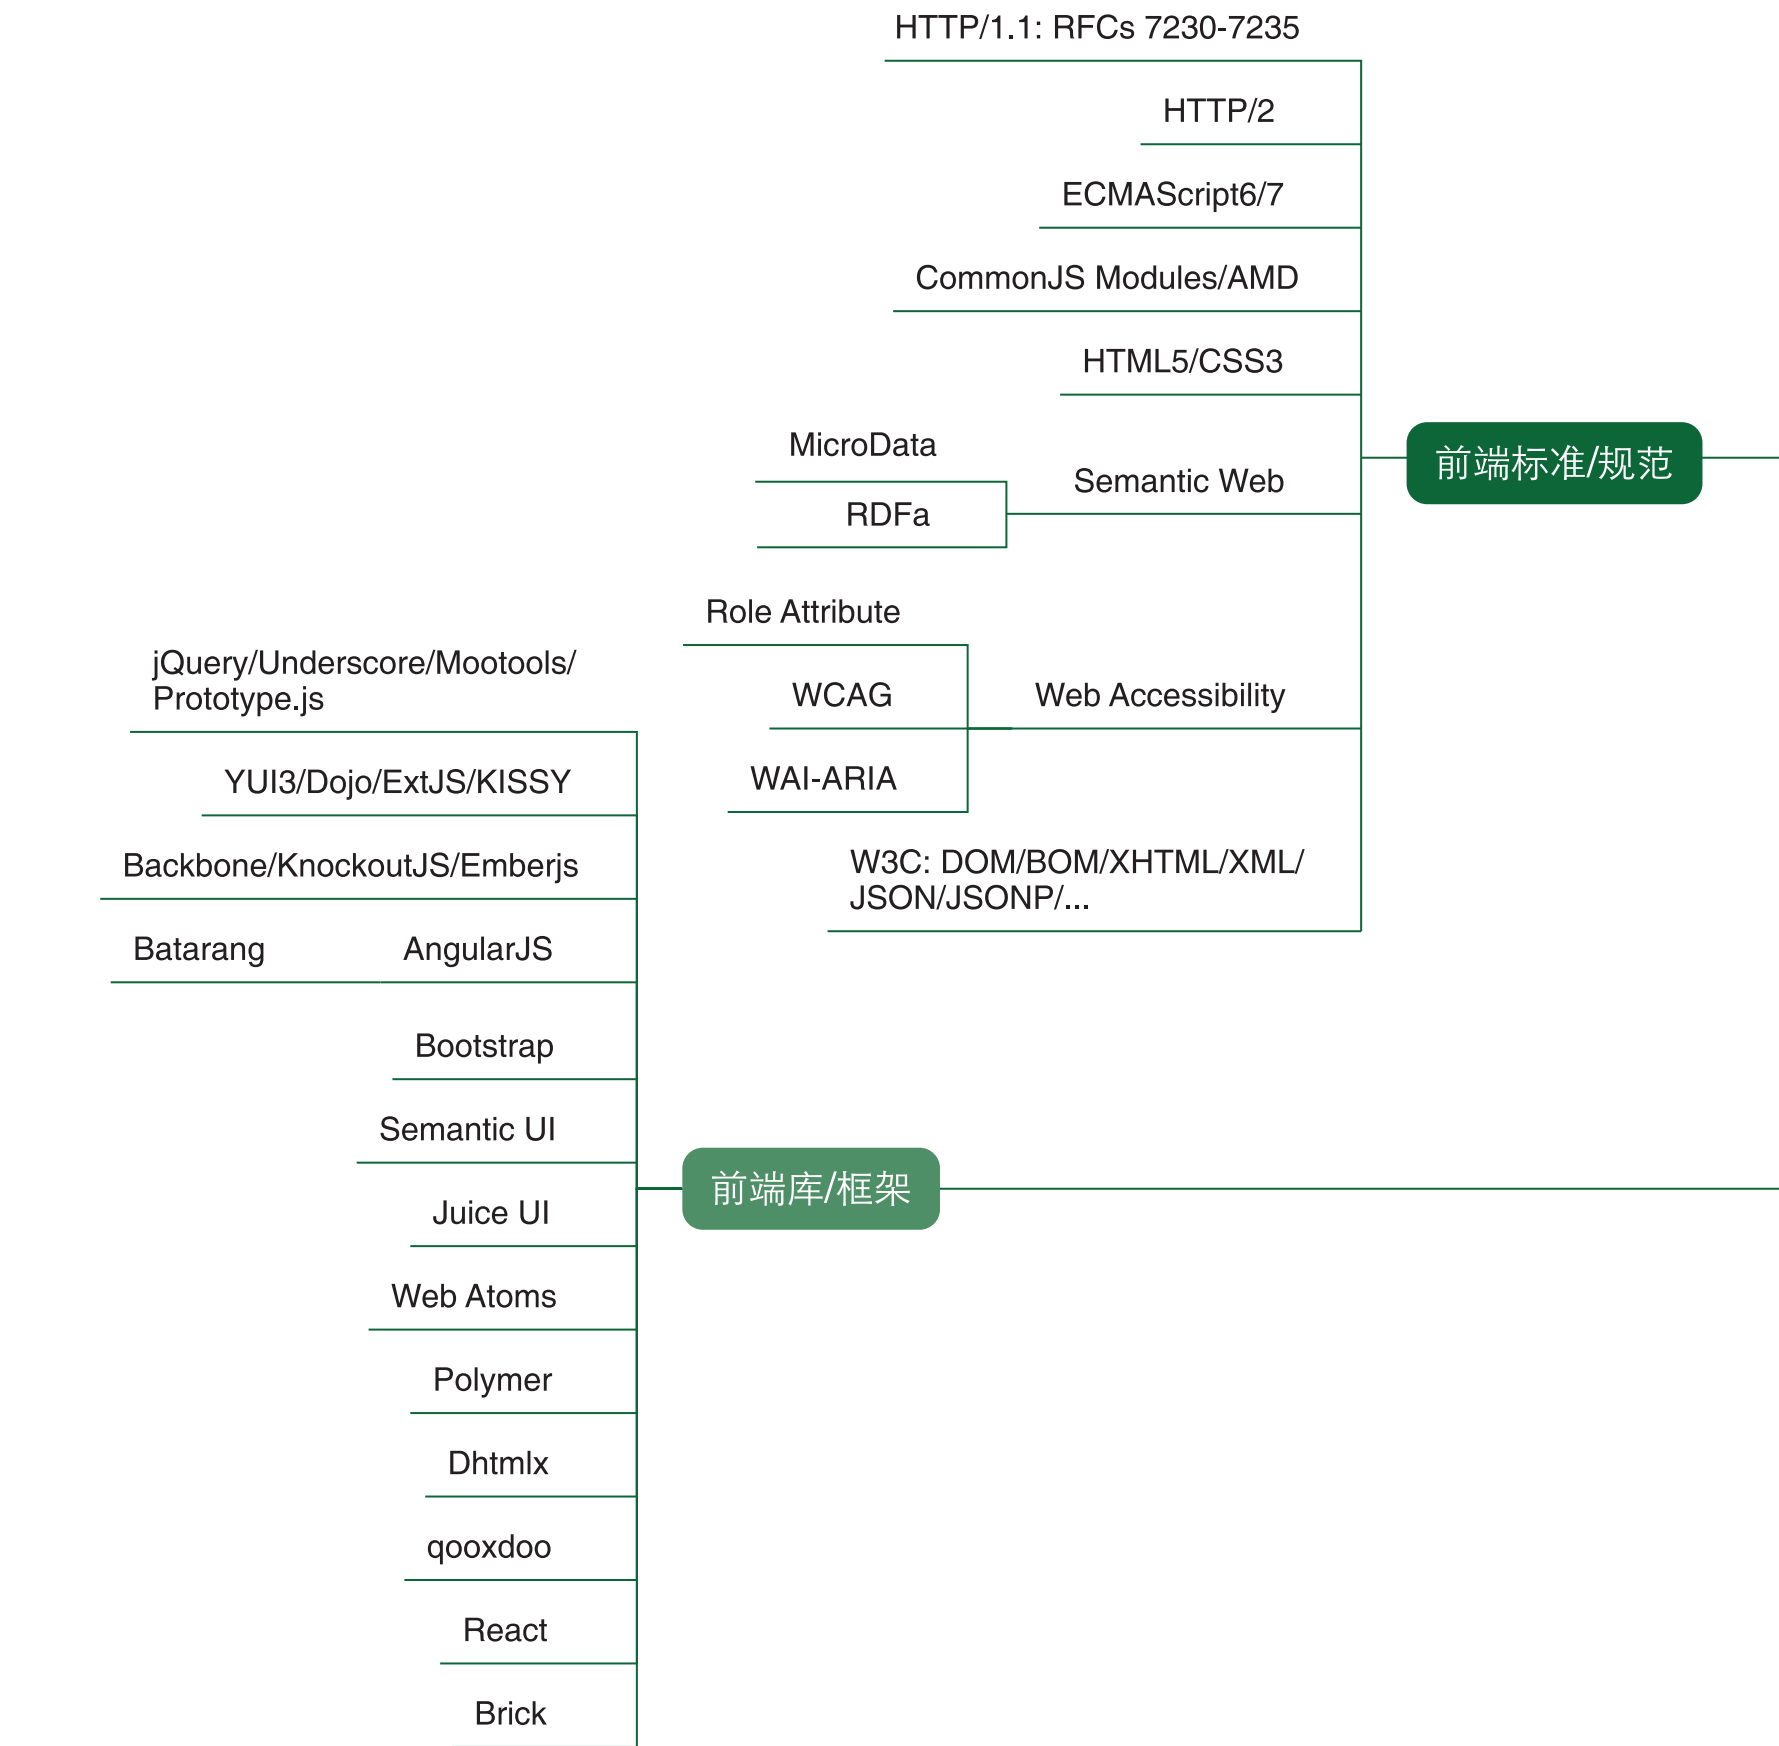 HTTP/1.1: RFCs 7230-7235
HTTP/2
ECMAScript6/7
CommonJS Modules/AMD
HTML5/CSS3
MicroData
RDFa
Semantic Web
前端标准/规范
Role Attribute
WCAG
WAI-ARIA
Web Accessibility
W3C: DOM/BOM/XHTML/XML/
JSON/JSONP/...
jQuery/Underscore/Mootools/
Prototype.js
YUI3/Dojo/ExtJS/KISSY
Backbone/KnockoutJS/Emberjs
Batarang
AngularJS
Bootstrap
Semantic UI
Juice UI
前端库/框架
Web Atoms
Polymer
Dhtmlx
qooxdoo
React
Brick